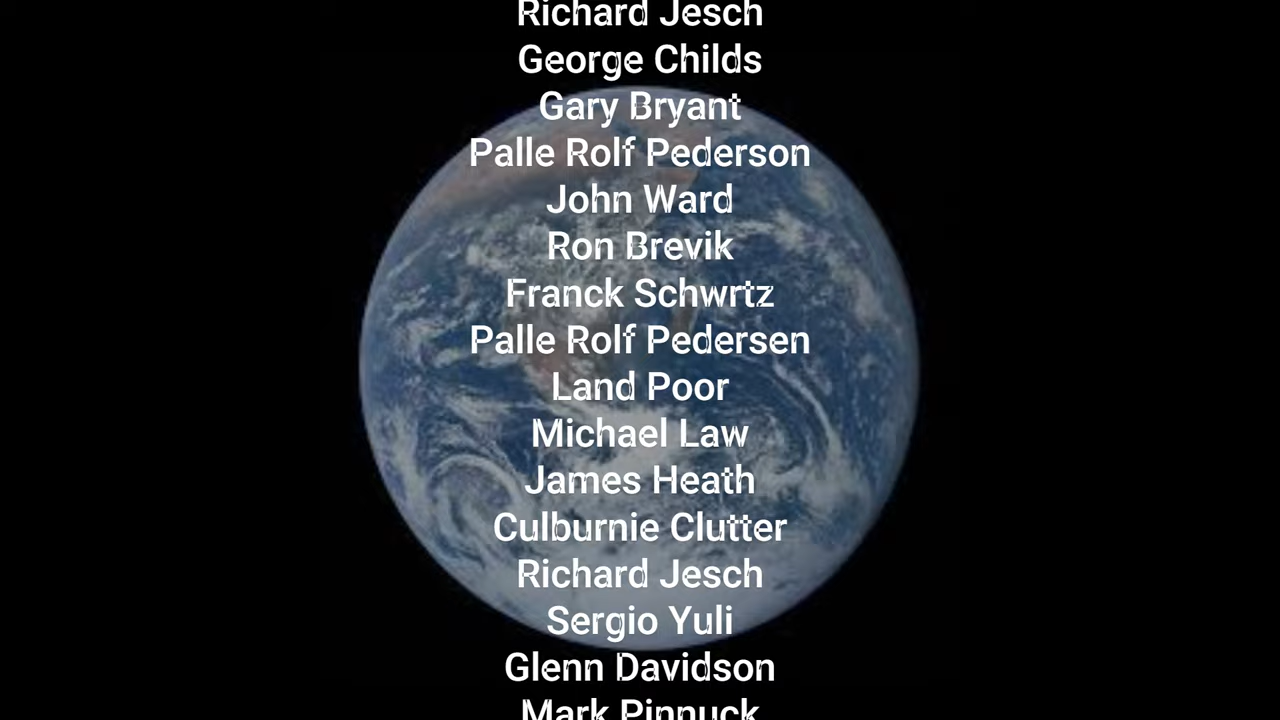 Richard Jesch
George Childs
Gary Bryant
Palle Rolf Pederson
John Ward
Ron Brevik
Franck Schwrtz
Palle Rolf Pedersen
Land Poor
Michael Law
James Heath
Culburnie Clutter
Richard Jesch
Sergio Yuli
Glenn Davidson
Mark Pinnuck